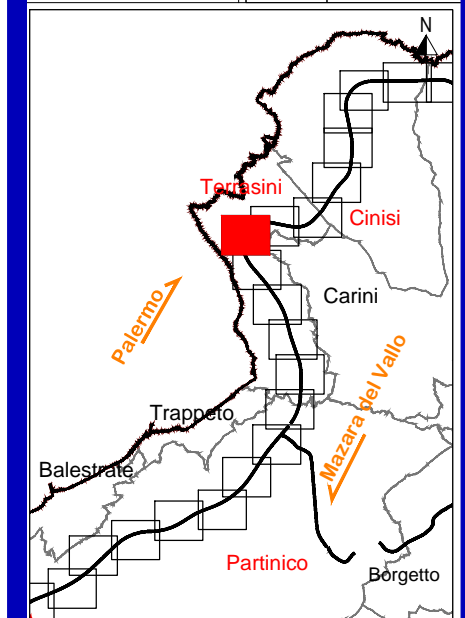 N
Terrasini
Cinisi
Carini
Palermo
Mazara del Vallo
Trappeto
Balestrate
Partinico
Borgetto